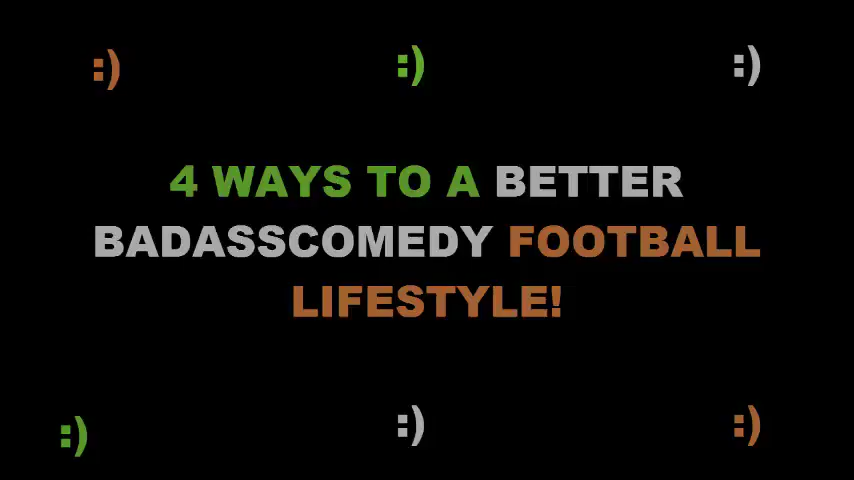 :) :) :)
4 WAYS TO A BETTER
BADASSCOMEDY FOOTBALL
LIFESTYLE!
:) :) :)